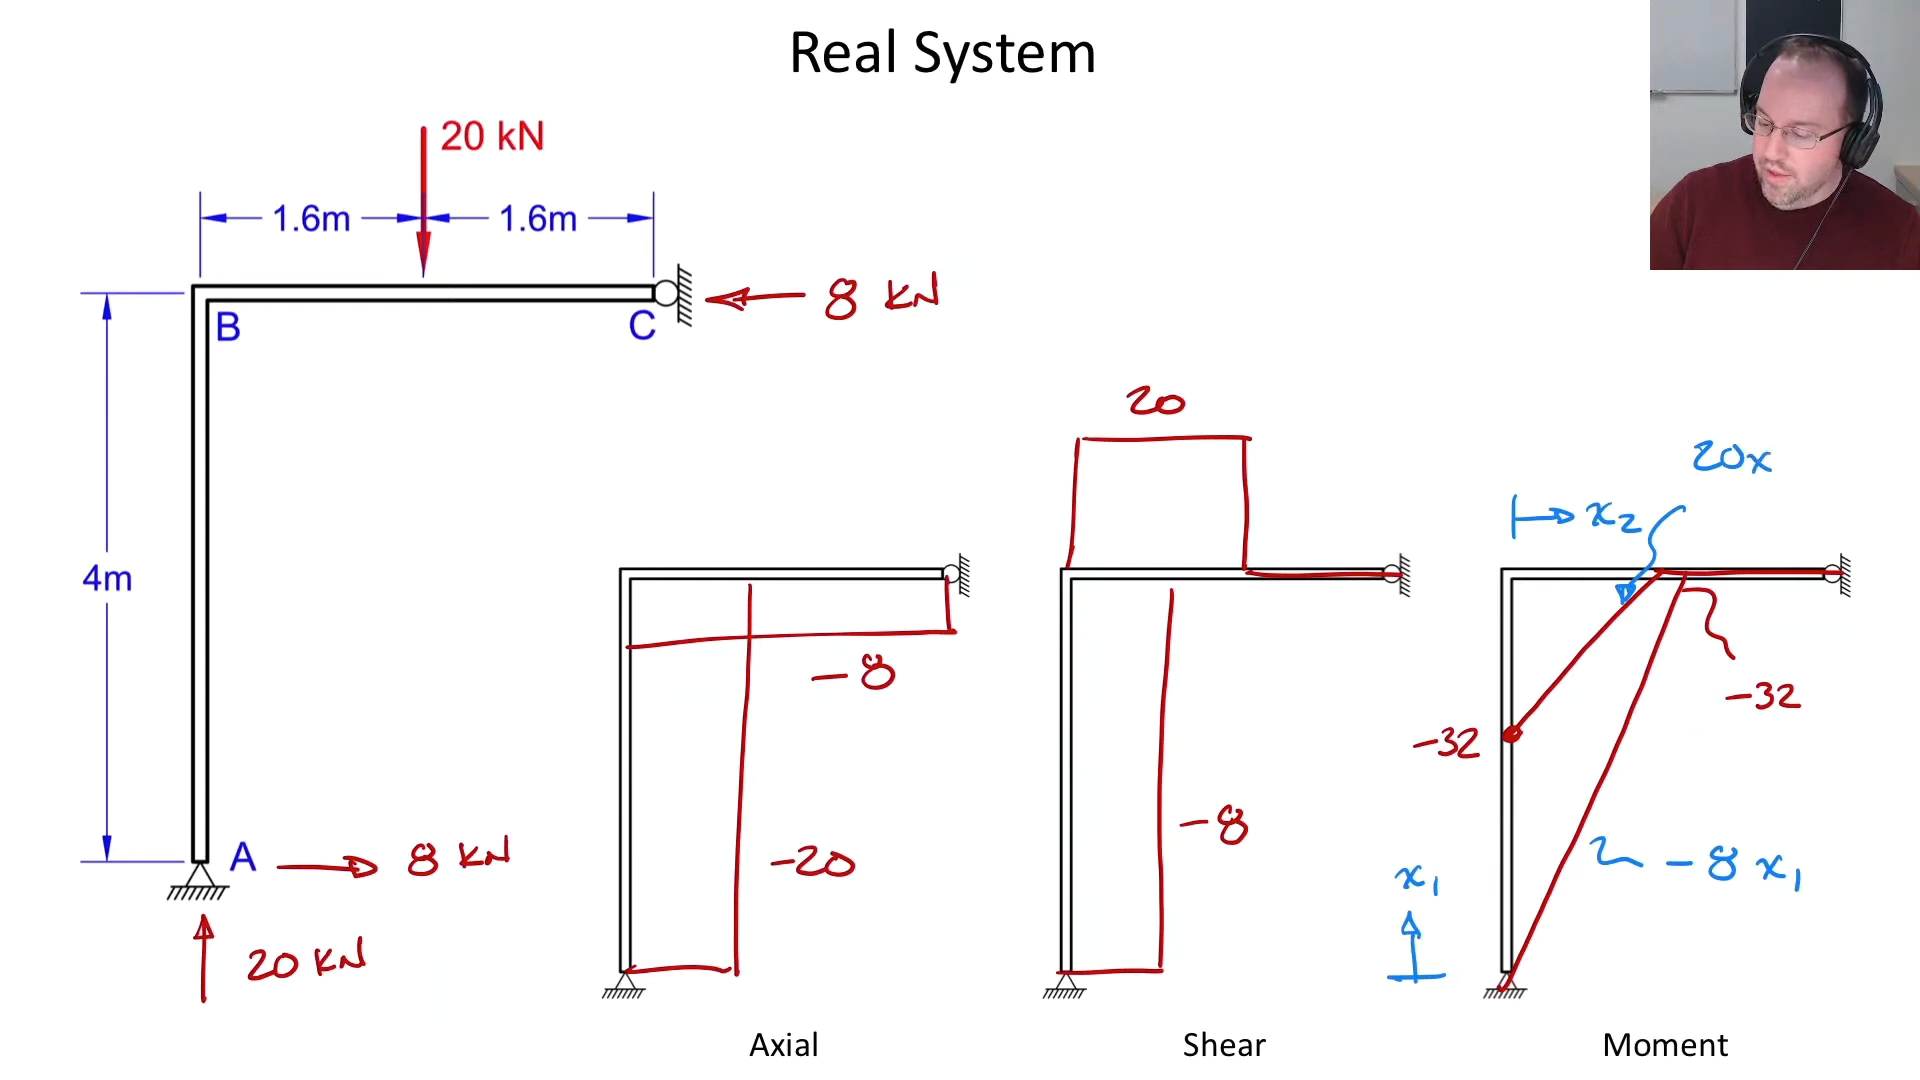 Real System
20 kN
1.6m
1.6m
B
C
8 kN
4m
A
8 kN
20 kN
-8
-20
Axial
20
-8
Shear
20x
x₂
-32
-32
x₁
-8 x₁
Moment